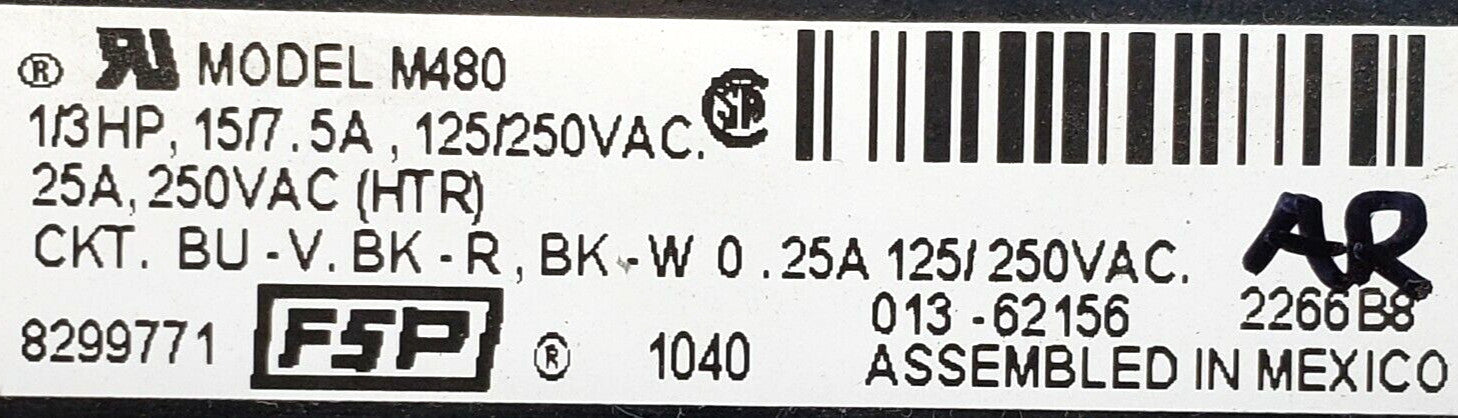 ® RU MODEL M480
1/3HP, 15/7.5A, 125/250VAC.
25A, 250VAC (HTR)
CKT. BU-V. BK-R, BK-W 0.25A 125/250VAC.
AR
013-62156 2266B8
8299771 FSP ® 1040 ASSEMBLED IN MEXICO